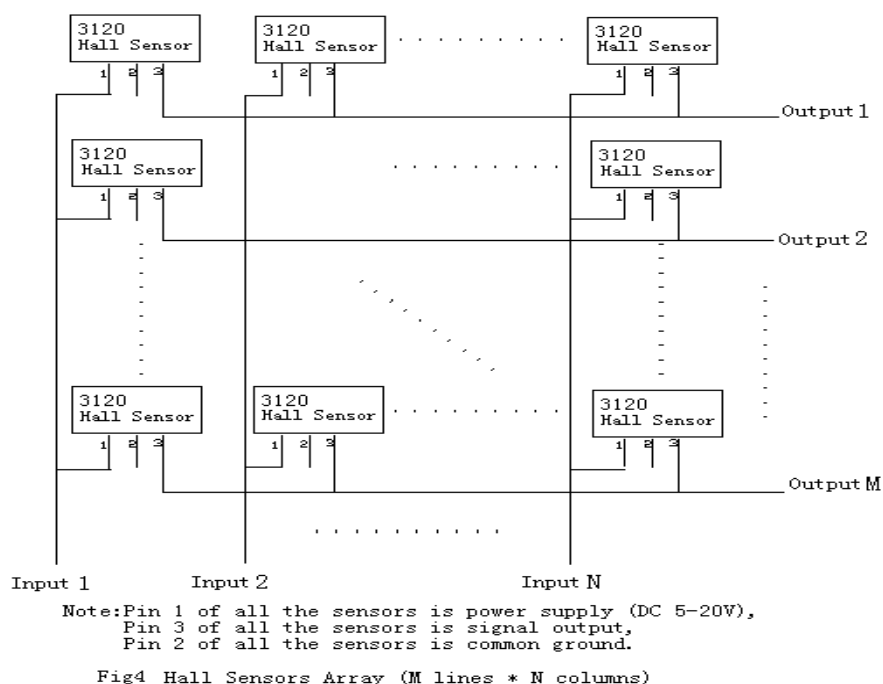 3120
Hall Sensor
1 2 3
3120
Hall Sensor
1 2 3
3120
Hall Sensor
1 2 3
Output 1
3120
Hall Sensor
1 2 3
3120
Hall Sensor
1 2 3
Output 2
3120
Hall Sensor
1 2 3
3120
Hall Sensor
1 2 3
3120
Hall Sensor
1 2 3
Output M
Input 1
Input 2
Input N
Note:Pin 1 of all the sensors is power supply (DC 5-20V),
Pin 3 of all the sensors is signal output,
Pin 2 of all the sensors is common ground.
Fig4 Hall Sensors Array (M lines * N columns)